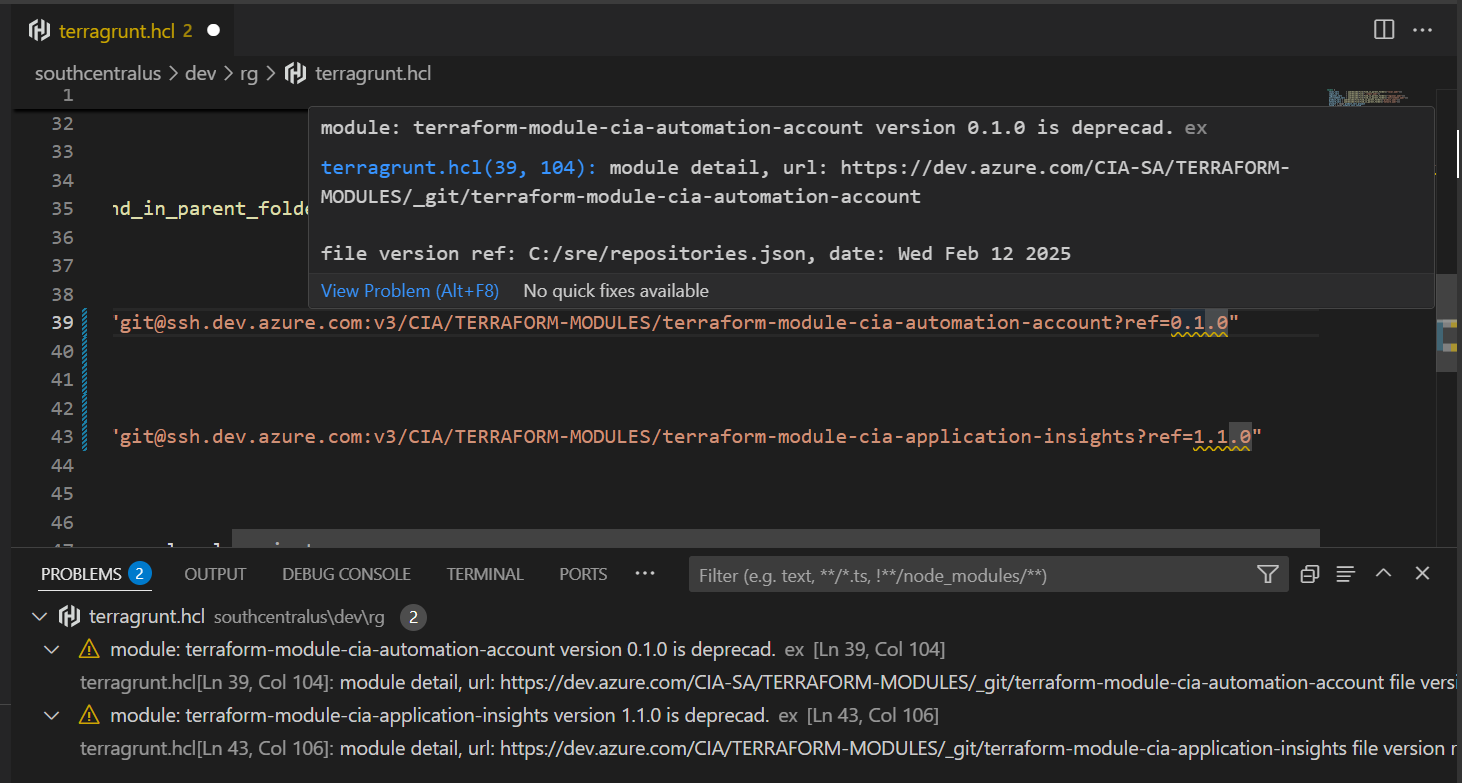 terragrunt.hcl 2
southcentralus > dev > rg > terragrunt.hcl
1
32
33
34
35 nd_in_parent_folde
36
37
38
module: terraform-module-cia-automation-account version 0.1.0 is deprecad. ex
terragrunt.hcl(39, 104): module detail, url: https://dev.azure.com/CIA-SA/TERRAFORM-
MODULES/_git/terraform-module-cia-automation-account
file version ref: C:/sre/repositories.json, date: Wed Feb 12 2025
View Problem (Alt+F8) No quick fixes available
39 "git@ssh.dev.azure.com:v3/CIA/TERRAFORM-MODULES/terraform-module-cia-automation-account?ref=0.1.0"
40
41
42
43 "git@ssh.dev.azure.com:v3/CIA/TERRAFORM-MODULES/terraform-module-cia-application-insights?ref=1.1.0"
44
45
46
47
PROBLEMS 2 OUTPUT DEBUG CONSOLE TERMINAL PORTS ··· Filter (e.g. text, **/*.ts, !**/node_modules/**)
terragrunt.hcl southcentralus\dev\rg 2
module: terraform-module-cia-automation-account version 0.1.0 is deprecad. ex [Ln 39, Col 104]
terragrunt.hcl[Ln 39, Col 104]: module detail, url: https://dev.azure.com/CIA-SA/TERRAFORM-MODULES/_git/terraform-module-cia-automation-account file versi
module: terraform-module-cia-application-insights version 1.1.0 is deprecad. ex [Ln 43, Col 106]
terragrunt.hcl[Ln 43, Col 106]: module detail, url: https://dev.azure.com/CIA/TERRAFORM-MODULES/_git/terraform-module-cia-application-insights file version r